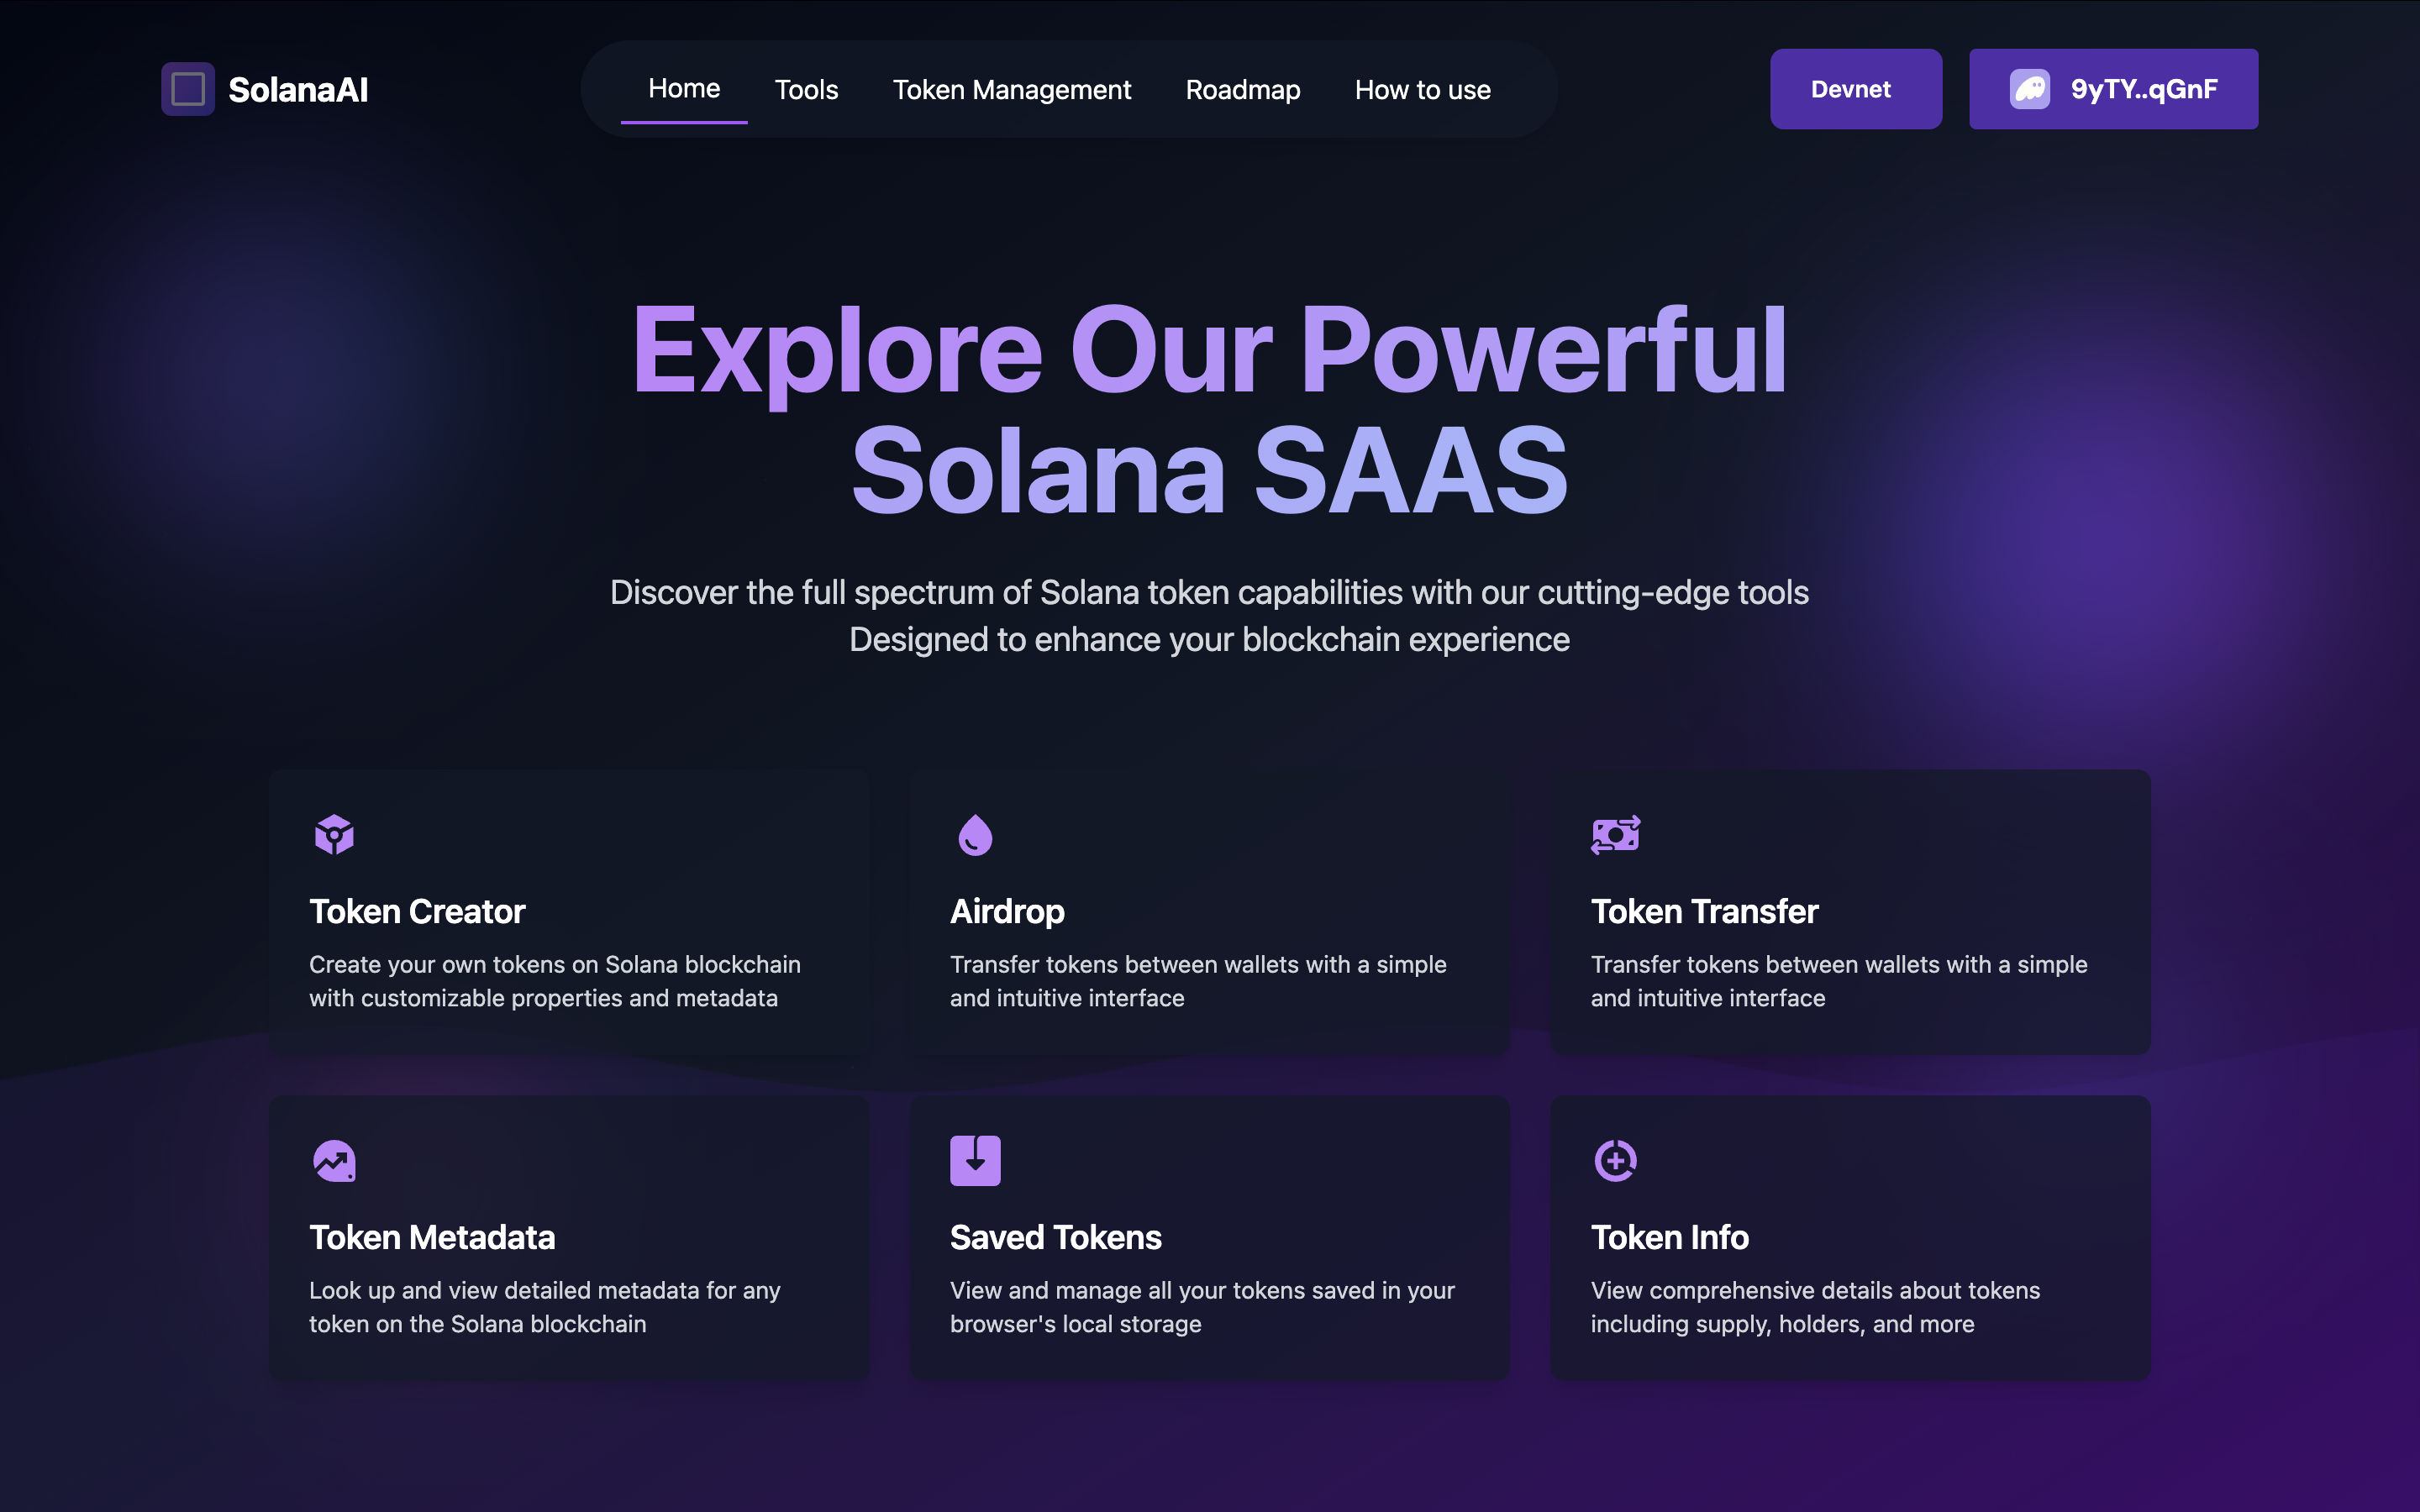 SolanaAI
Home
Tools
Token Management
Roadmap
How to use
Devnet
9yTY..qGnF
Explore Our Powerful
Solana SAAS
Discover the full spectrum of Solana token capabilities with our cutting-edge tools
Designed to enhance your blockchain experience
Token Creator
Create your own tokens on Solana blockchain
with customizable properties and metadata
Airdrop
Transfer tokens between wallets with a simple
and intuitive interface
Token Transfer
Transfer tokens between wallets with a simple
and intuitive interface
Token Metadata
Look up and view detailed metadata for any
token on the Solana blockchain
Saved Tokens
View and manage all your tokens saved in your
browser's local storage
Token Info
View comprehensive details about tokens
including supply, holders, and more